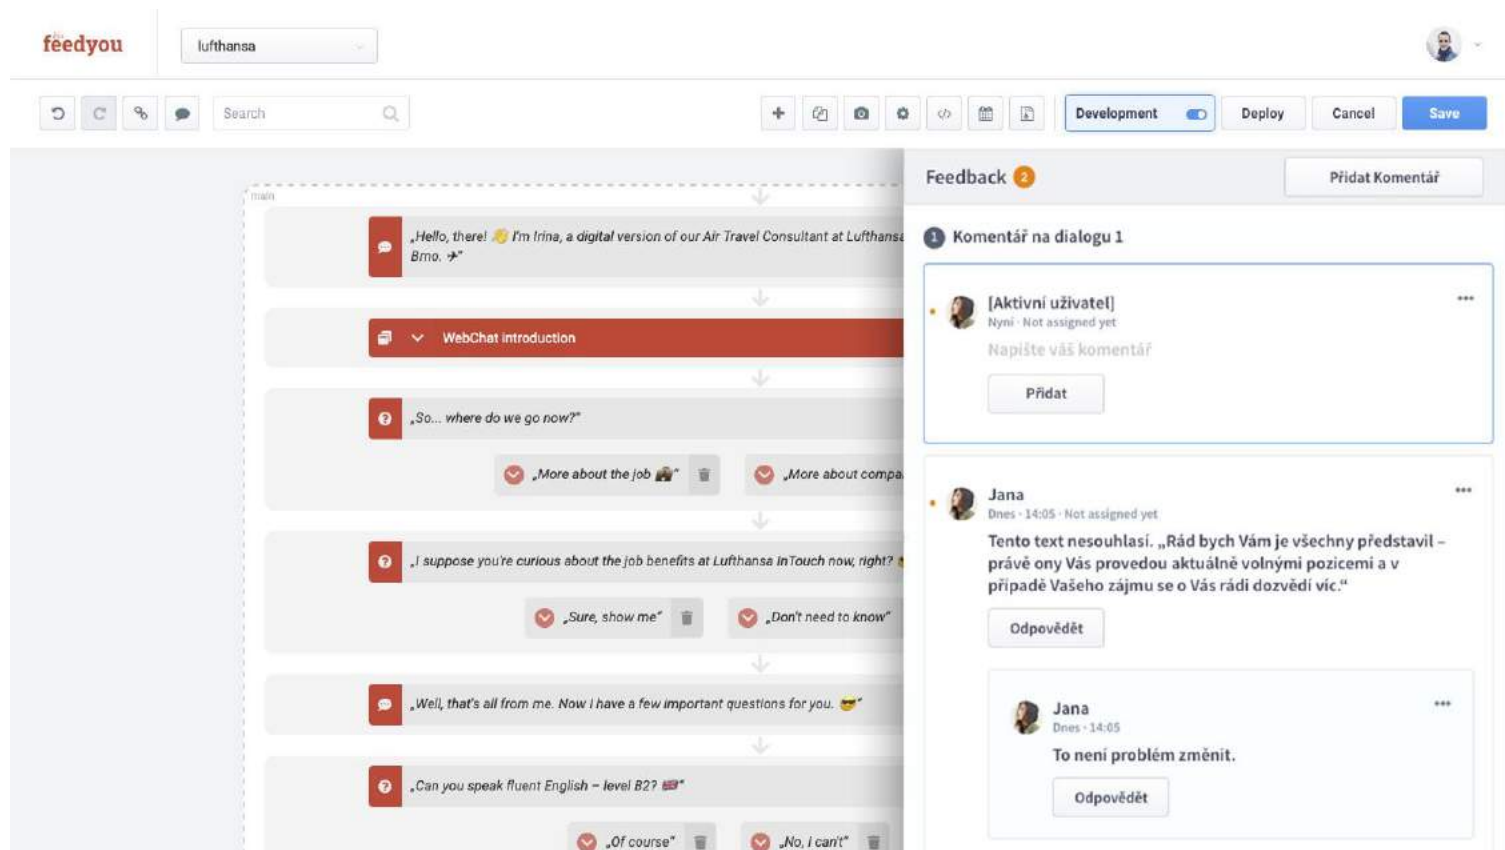 feedyou
lufthansa
Search
Development
Deploy
Cancel
Save
main
„Hello, there! 👋 I'm Irina, a digital version of our Air Travel Consultant at Lufthansa
Brno. ✈"
WebChat introduction
„So... where do we go now?"
„More about the job
"
„More about compa
„I suppose you're curious about the job benefits at Lufthansa InTouch now, right?
„Sure, show me"
„Don't need to know"
„Well, that's all from me. Now I have a few important questions for you. 😎"
„Can you speak fluent English – level B2? 🇬🇧"
„Of course"
„No, I can't"
Feedback 2
Přidat Komentář
1 Komentář na dialogu 1
[Aktivní uživatel]
Nyní · Not assigned yet
Napište váš komentář
Přidat
Jana
Dnes · 14:05 · Not assigned yet
Tento text nesouhlasí. „Rád bych Vám je všechny představil –
právě ony Vás provedou aktuálně volnými pozicemi a v
případě Vašeho zájmu se o Vás rádi dozvědí víc.“
Odpovědět
Jana
Dnes · 14:05
To není problém změnit.
Odpovědět